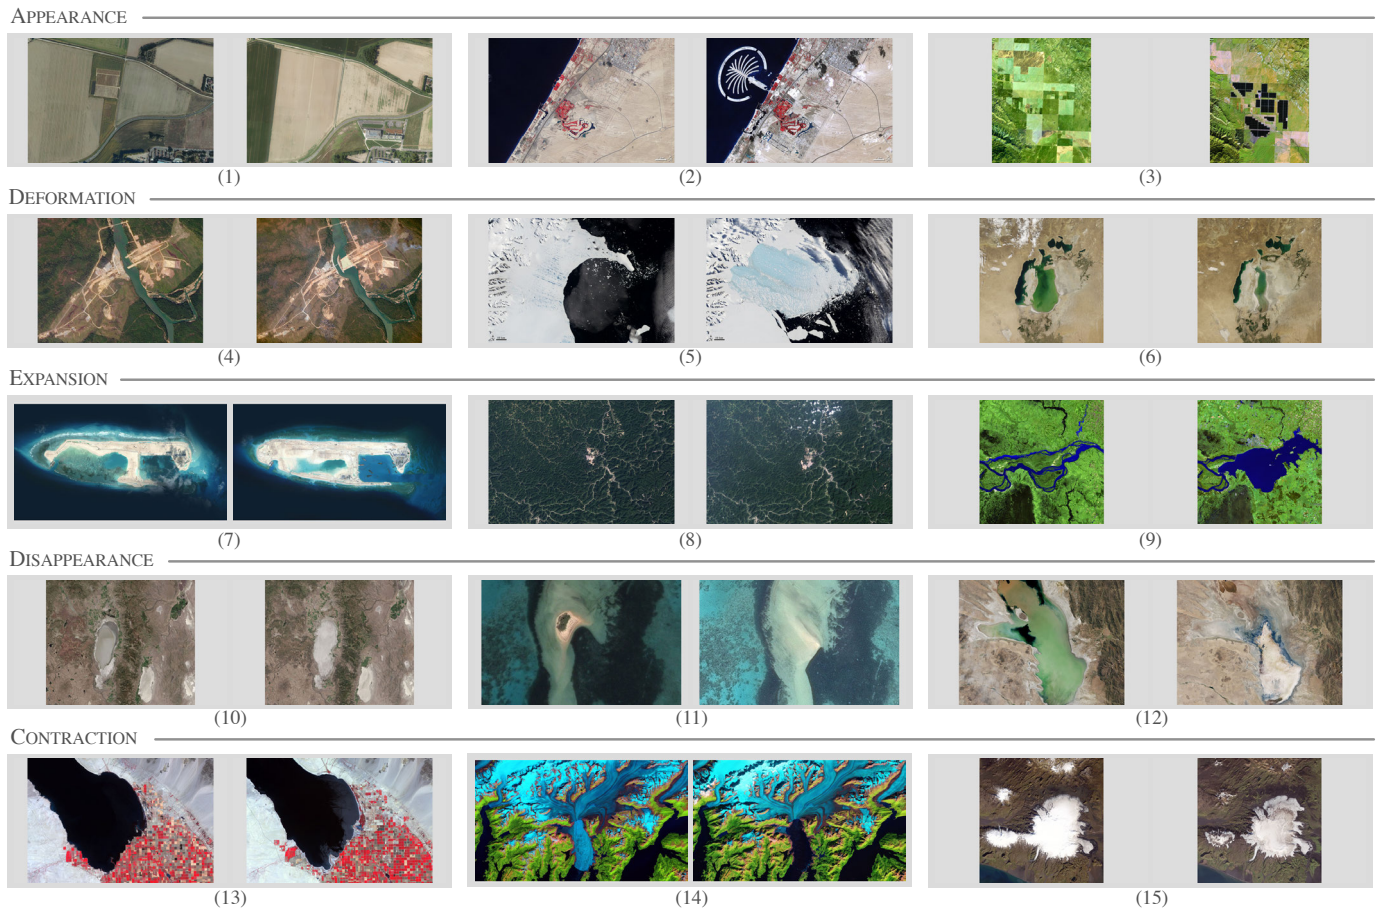 APPEARANCE
(1) (2) (3)
DEFORMATION
(4) (5) (6)
EXPANSION
(7) (8) (9)
DISAPPEARANCE
(10) (11) (12)
CONTRACTION
(13) (14) (15)